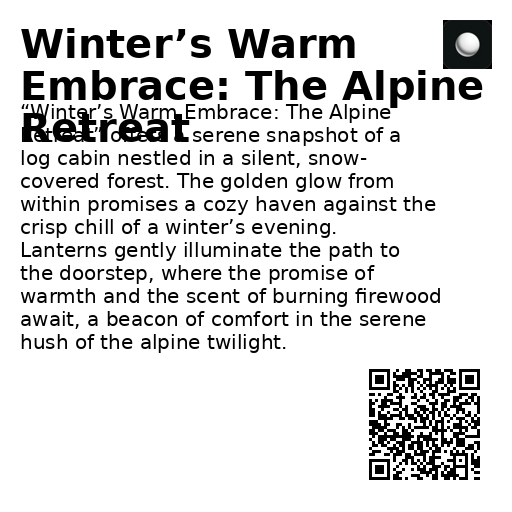 Winter’s Warm
Embrace: The Alpine
Retreat
“Winter’s Warm Embrace: The Alpine
Retreat” offers a serene snapshot of a
log cabin nestled in a silent, snow-
covered forest. The golden glow from
within promises a cozy haven against the
crisp chill of a winter’s evening.
Lanterns gently illuminate the path to
the doorstep, where the promise of
warmth and the scent of burning firewood
await, a beacon of comfort in the serene
hush of the alpine twilight.